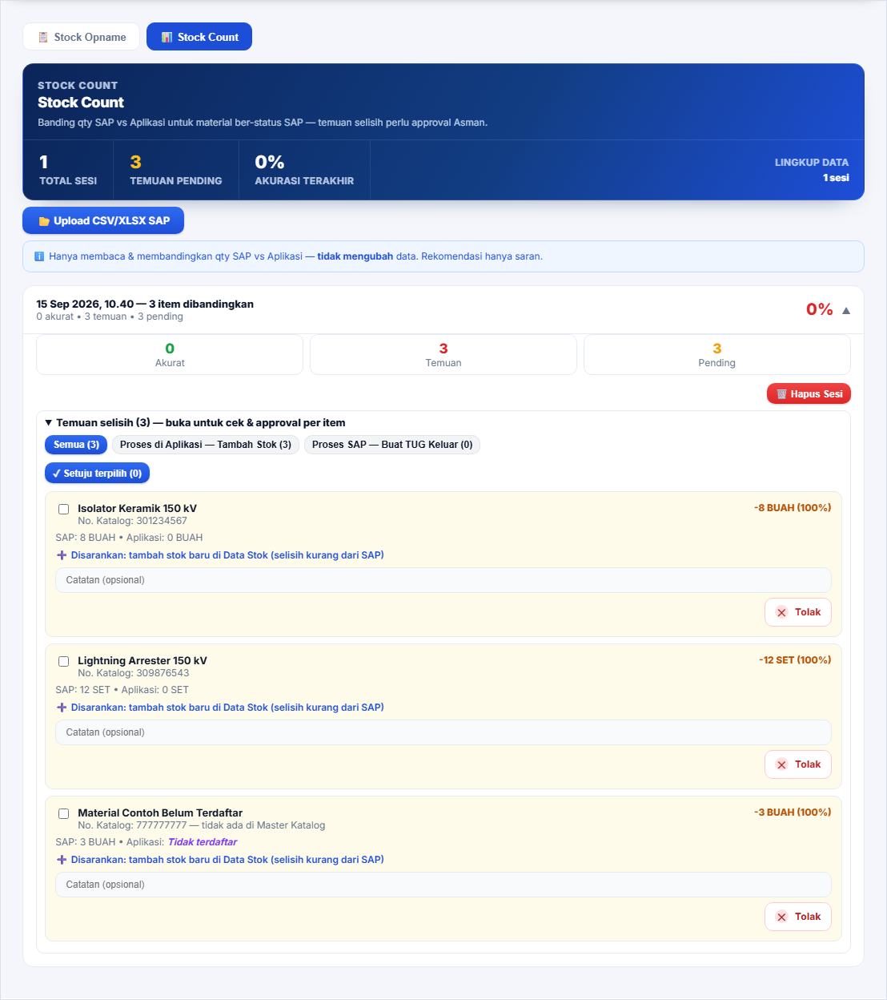 Stock Opname
Stock Count
STOCK COUNT
Stock Count
Banding qty SAP vs Aplikasi untuk material ber-status SAP — temuan selisih perlu approval Asman.
1
TOTAL SESI
3
TEMUAN PENDING
0%
AKURASI TERAKHIR
LINGKUP DATA
1 sesi
Upload CSV/XLSX SAP
Hanya membaca & membandingkan qty SAP vs Aplikasi — tidak mengubah data. Rekomendasi hanya saran.
15 Sep 2026, 10.40 — 3 item dibandingkan
0 akurat • 3 temuan • 3 pending
0% ▲
0
Akurat
3
Temuan
3
Pending
Hapus Sesi
▼ Temuan selisih (3) — buka untuk cek & approval per item
Semua (3)
Proses di Aplikasi — Tambah Stok (3)
Proses SAP — Buat TUG Keluar (0)
✓ Setuju terpilih (0)
Isolator Keramik 150 kV
-8 BUAH (100%)
No. Katalog: 301234567
SAP: 8 BUAH • Aplikasi: 0 BUAH
➕ Disarankan: tambah stok baru di Data Stok (selisih kurang dari SAP)
Catatan (opsional)
Tolak
Lightning Arrester 150 kV
-12 SET (100%)
No. Katalog: 309876543
SAP: 12 SET • Aplikasi: 0 SET
➕ Disarankan: tambah stok baru di Data Stok (selisih kurang dari SAP)
Catatan (opsional)
Tolak
Material Contoh Belum Terdaftar
-3 BUAH (100%)
No. Katalog: 777777777 — tidak ada di Master Katalog
SAP: 3 BUAH • Aplikasi: Tidak terdaftar
➕ Disarankan: tambah stok baru di Data Stok (selisih kurang dari SAP)
Catatan (opsional)
Tolak